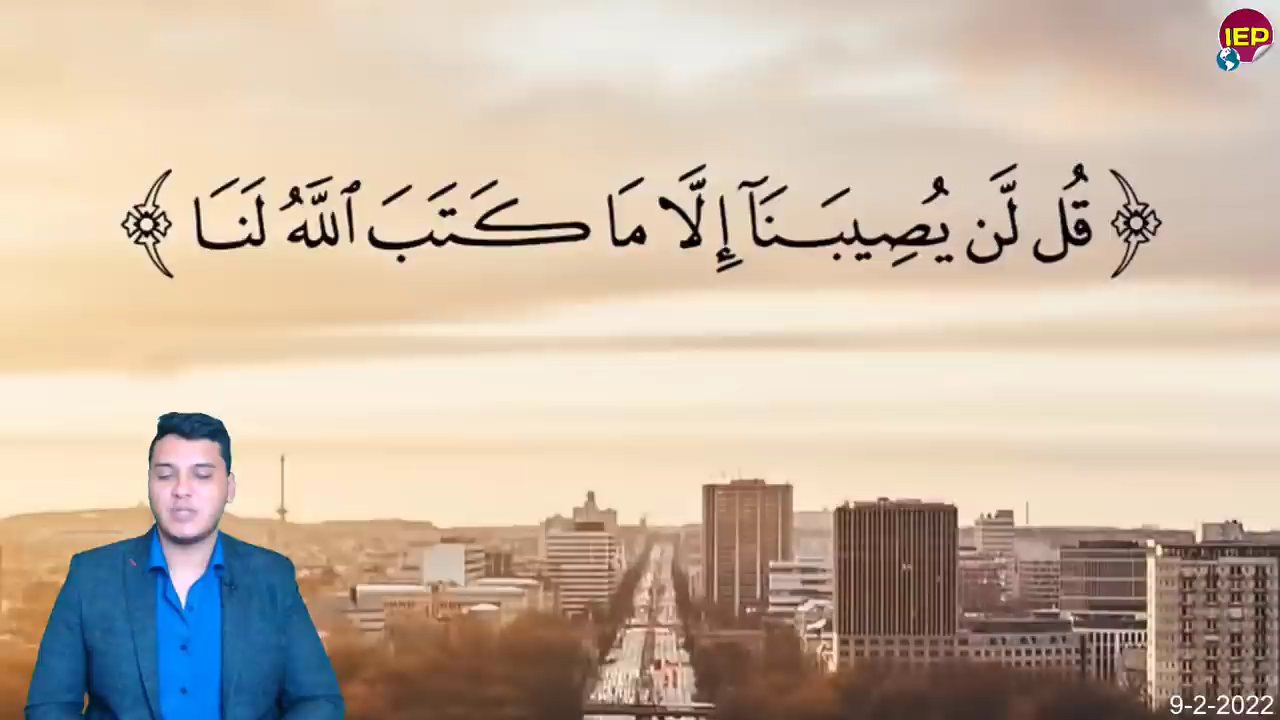 IEP
﴿ قُل لَّن يُصِيبَنَآ إِلَّا مَا كَتَبَ ٱللَّهُ لَنَا ﴾
9-2-2022